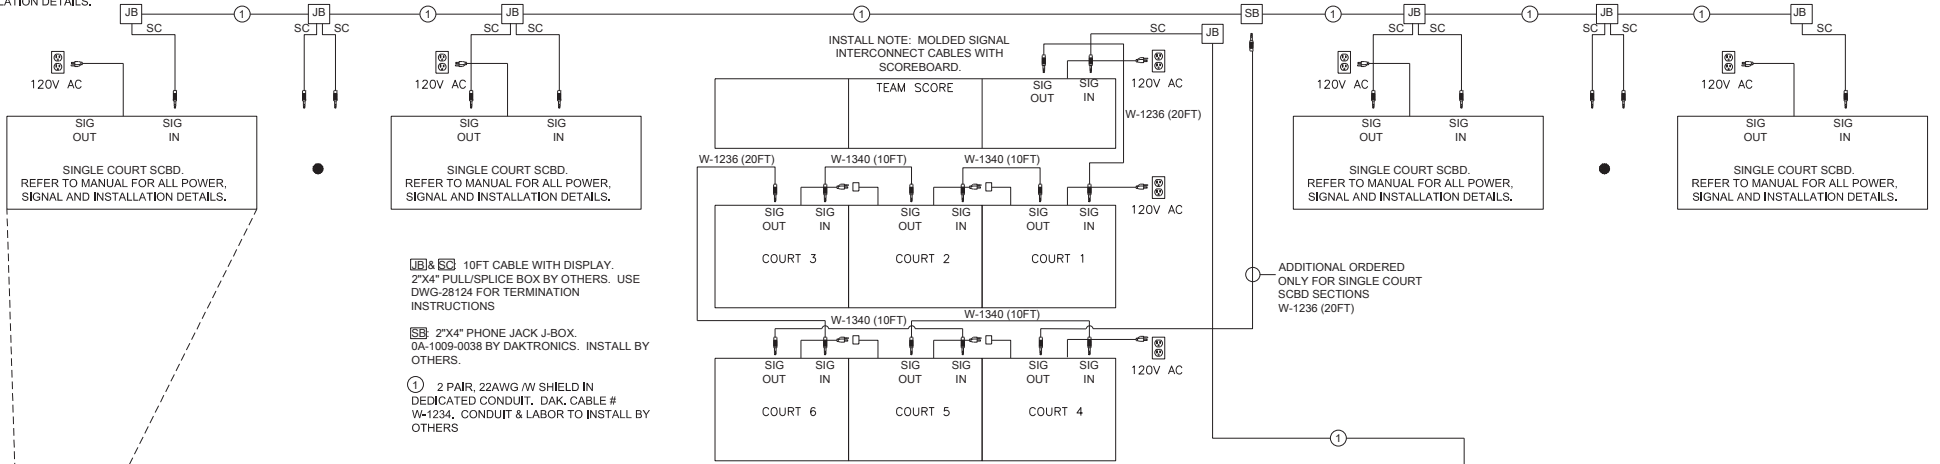 LATION DETAILS.
JB
1
JB
1
JB
1
SB
1
JB
1
JB
1
JB
SC
SC
SC
SC
SC
SC
JB
SC
SC
SC
SC
SC
INSTALL NOTE: MOLDED SIGNAL
INTERCONNECT CABLES WITH
SCOREBOARD.
120V AC
120V AC
120V AC
120V AC
120V AC
TEAM SCORE
SIG
OUT
SIG
IN
W-1236 (20FT)
SIG
OUT
SIG
IN
SINGLE COURT SCBD.
REFER TO MANUAL FOR ALL POWER,
SIGNAL AND INSTALLATION DETAILS.
SIG
OUT
SIG
IN
SINGLE COURT SCBD.
REFER TO MANUAL FOR ALL POWER,
SIGNAL AND INSTALLATION DETAILS.
SIG
OUT
SIG
IN
SINGLE COURT SCBD.
REFER TO MANUAL FOR ALL POWER,
SIGNAL AND INSTALLATION DETAILS.
SIG
OUT
SIG
IN
SINGLE COURT SCBD.
REFER TO MANUAL FOR ALL POWER,
SIGNAL AND INSTALLATION DETAILS.
W-1236 (20FT)
W-1340 (10FT)
W-1340 (10FT)
120V AC
SIG
OUT
SIG
IN
COURT 3
SIG
OUT
SIG
IN
COURT 2
SIG
OUT
SIG
IN
COURT 1
JB & SC: 10FT CABLE WITH DISPLAY.
2"X4" PULL/SPLICE BOX BY OTHERS. USE
DWG-28124 FOR TERMINATION
INSTRUCTIONS
SB: 2"X4" PHONE JACK J-BOX.
0A-1009-0038 BY DAKTRONICS. INSTALL BY
OTHERS.
1 2 PAIR, 22AWG /W SHIELD IN
DEDICATED CONDUIT. DAK. CABLE #
W-1234. CONDUIT & LABOR TO INSTALL BY
OTHERS
ADDITIONAL ORDERED
ONLY FOR SINGLE COURT
SCBD SECTIONS
W-1236 (20FT)
W-1340 (10FT)
W-1340 (10FT)
120V AC
SIG
OUT
SIG
IN
COURT 6
SIG
OUT
SIG
IN
COURT 5
SIG
OUT
SIG
IN
COURT 4
1